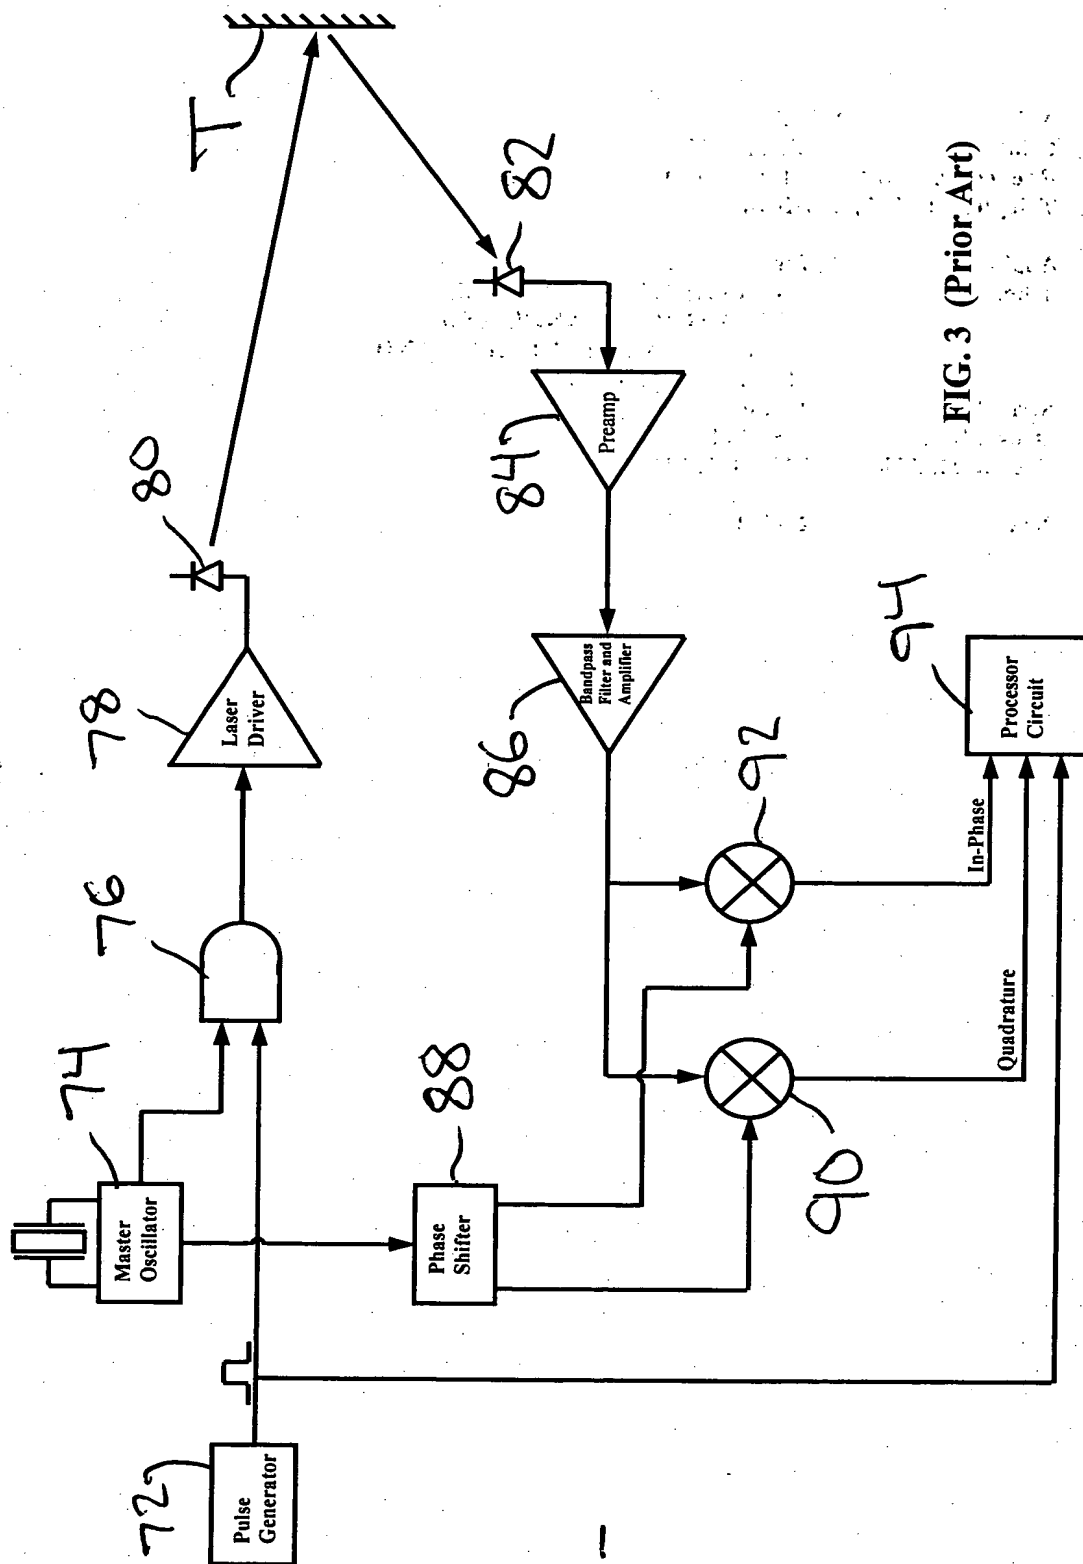 72
Pulse
Generator
74
Master
Oscillator
76
78
Laser
Driver
80
T
82
84
Preamp
86
Bandpass
Filter and
Amplifier
88
Phase
Shifter
90
92
Quadrature
In-Phase
94
Processor
Circuit
FIG. 3 (Prior Art)